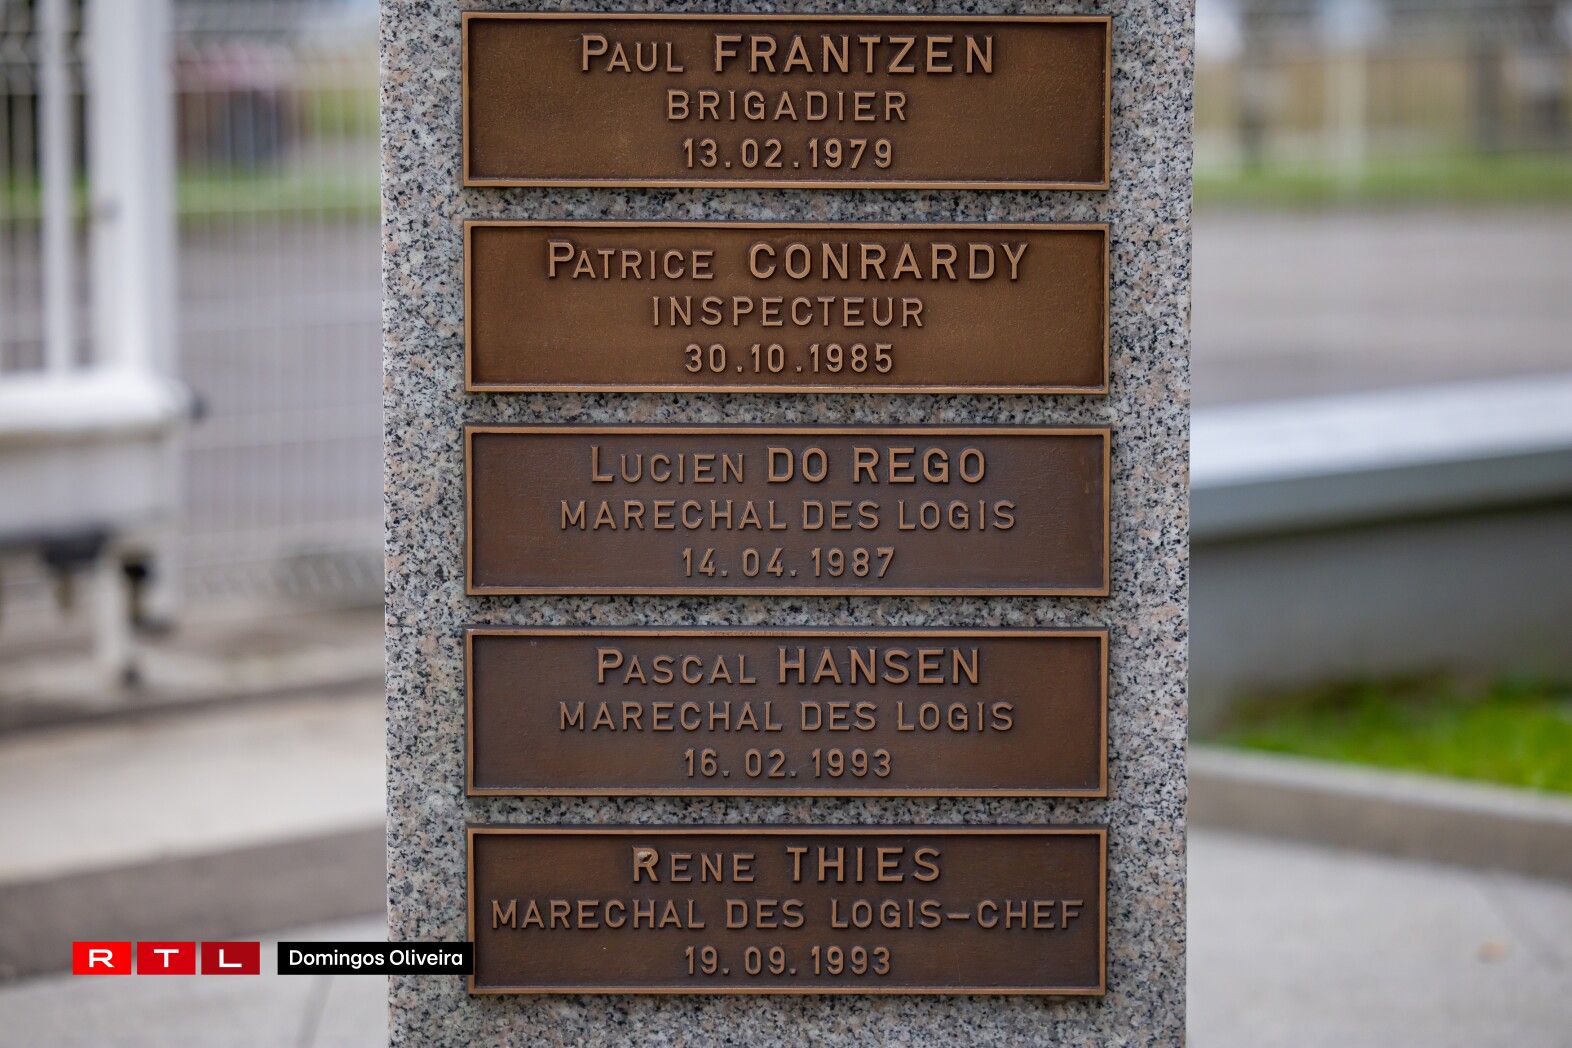 Paul FRANTZEN
BRIGADIER
13.02.1979
Patrice CONRARDY
INSPECTEUR
30.10.1985
Lucien DO REGO
MARECHAL DES LOGIS
14.04.1987
Pascal HANSEN
MARECHAL DES LOGIS
16.02.1993
Rene THIES
MARECHAL DES LOGIS-CHEF
19.09.1993
RTL Domingos Oliveira